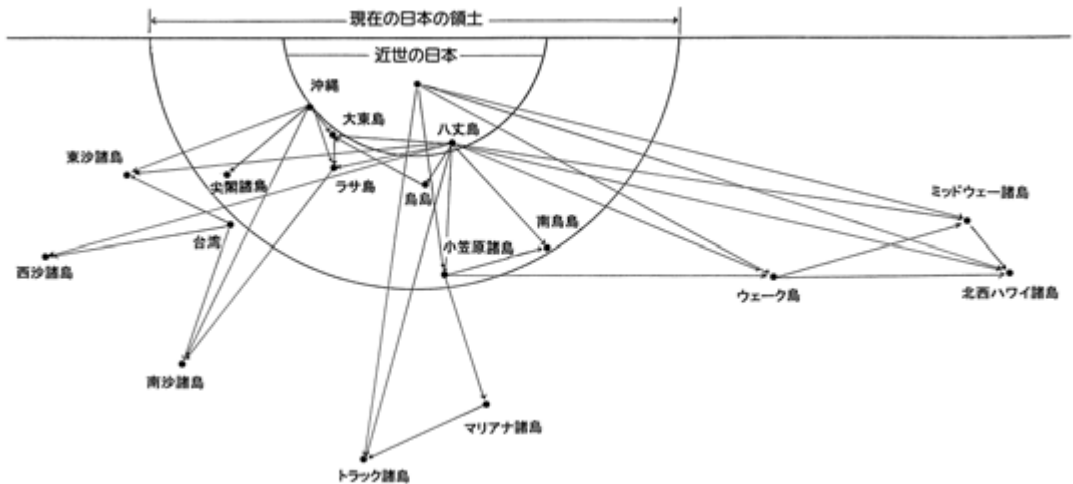 現在の日本の領土
近世の日本
沖縄
大東島
八丈島
東沙諸島
尖閣諸島
ラサ島
鳥島
ミッドウェー諸島
南鳥島
台湾
小笠原諸島
西沙諸島
ウェーク島
北西ハワイ諸島
南沙諸島
マリアナ諸島
トラック諸島